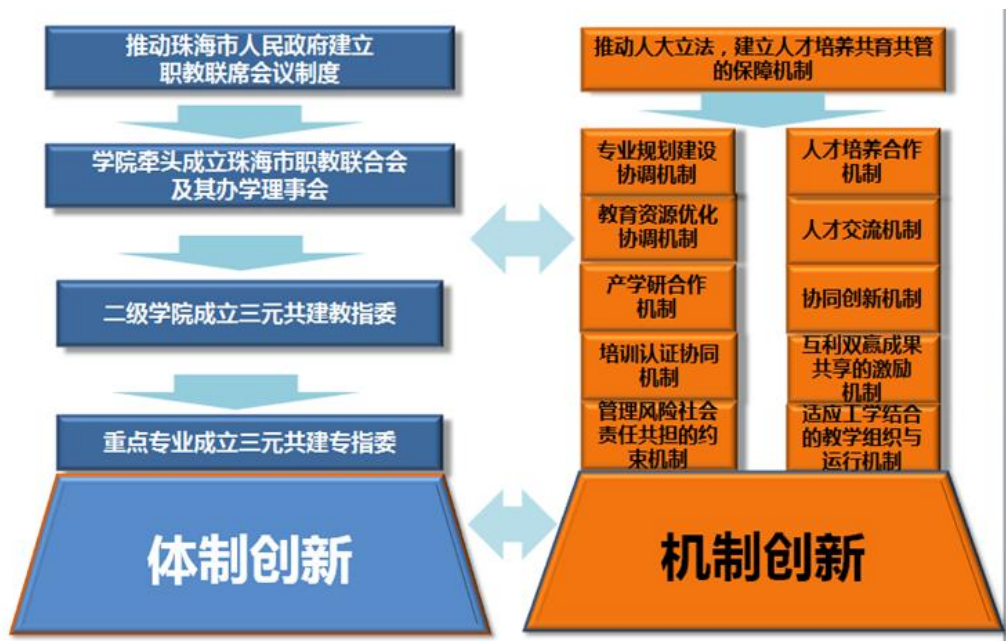 推动珠海市人民政府建立
职教联席会议制度
学院牵头成立珠海市职教联合会
及其办学理事会
二级学院成立三元共建教指委
重点专业成立三元共建专指委
体制创新
推动人大立法，建立人才培养共育共管
的保障机制
专业规划建设
协调机制
教育资源优化
协调机制
产学研合作
机制
培训认证协同
机制
管理风险社会
责任共担的约
束机制
人才培养合作
机制
人才交流机制
协同创新机制
互利双赢成果
共享的激励
机制
适应工学结合
的教学组织与
运行机制
机制创新